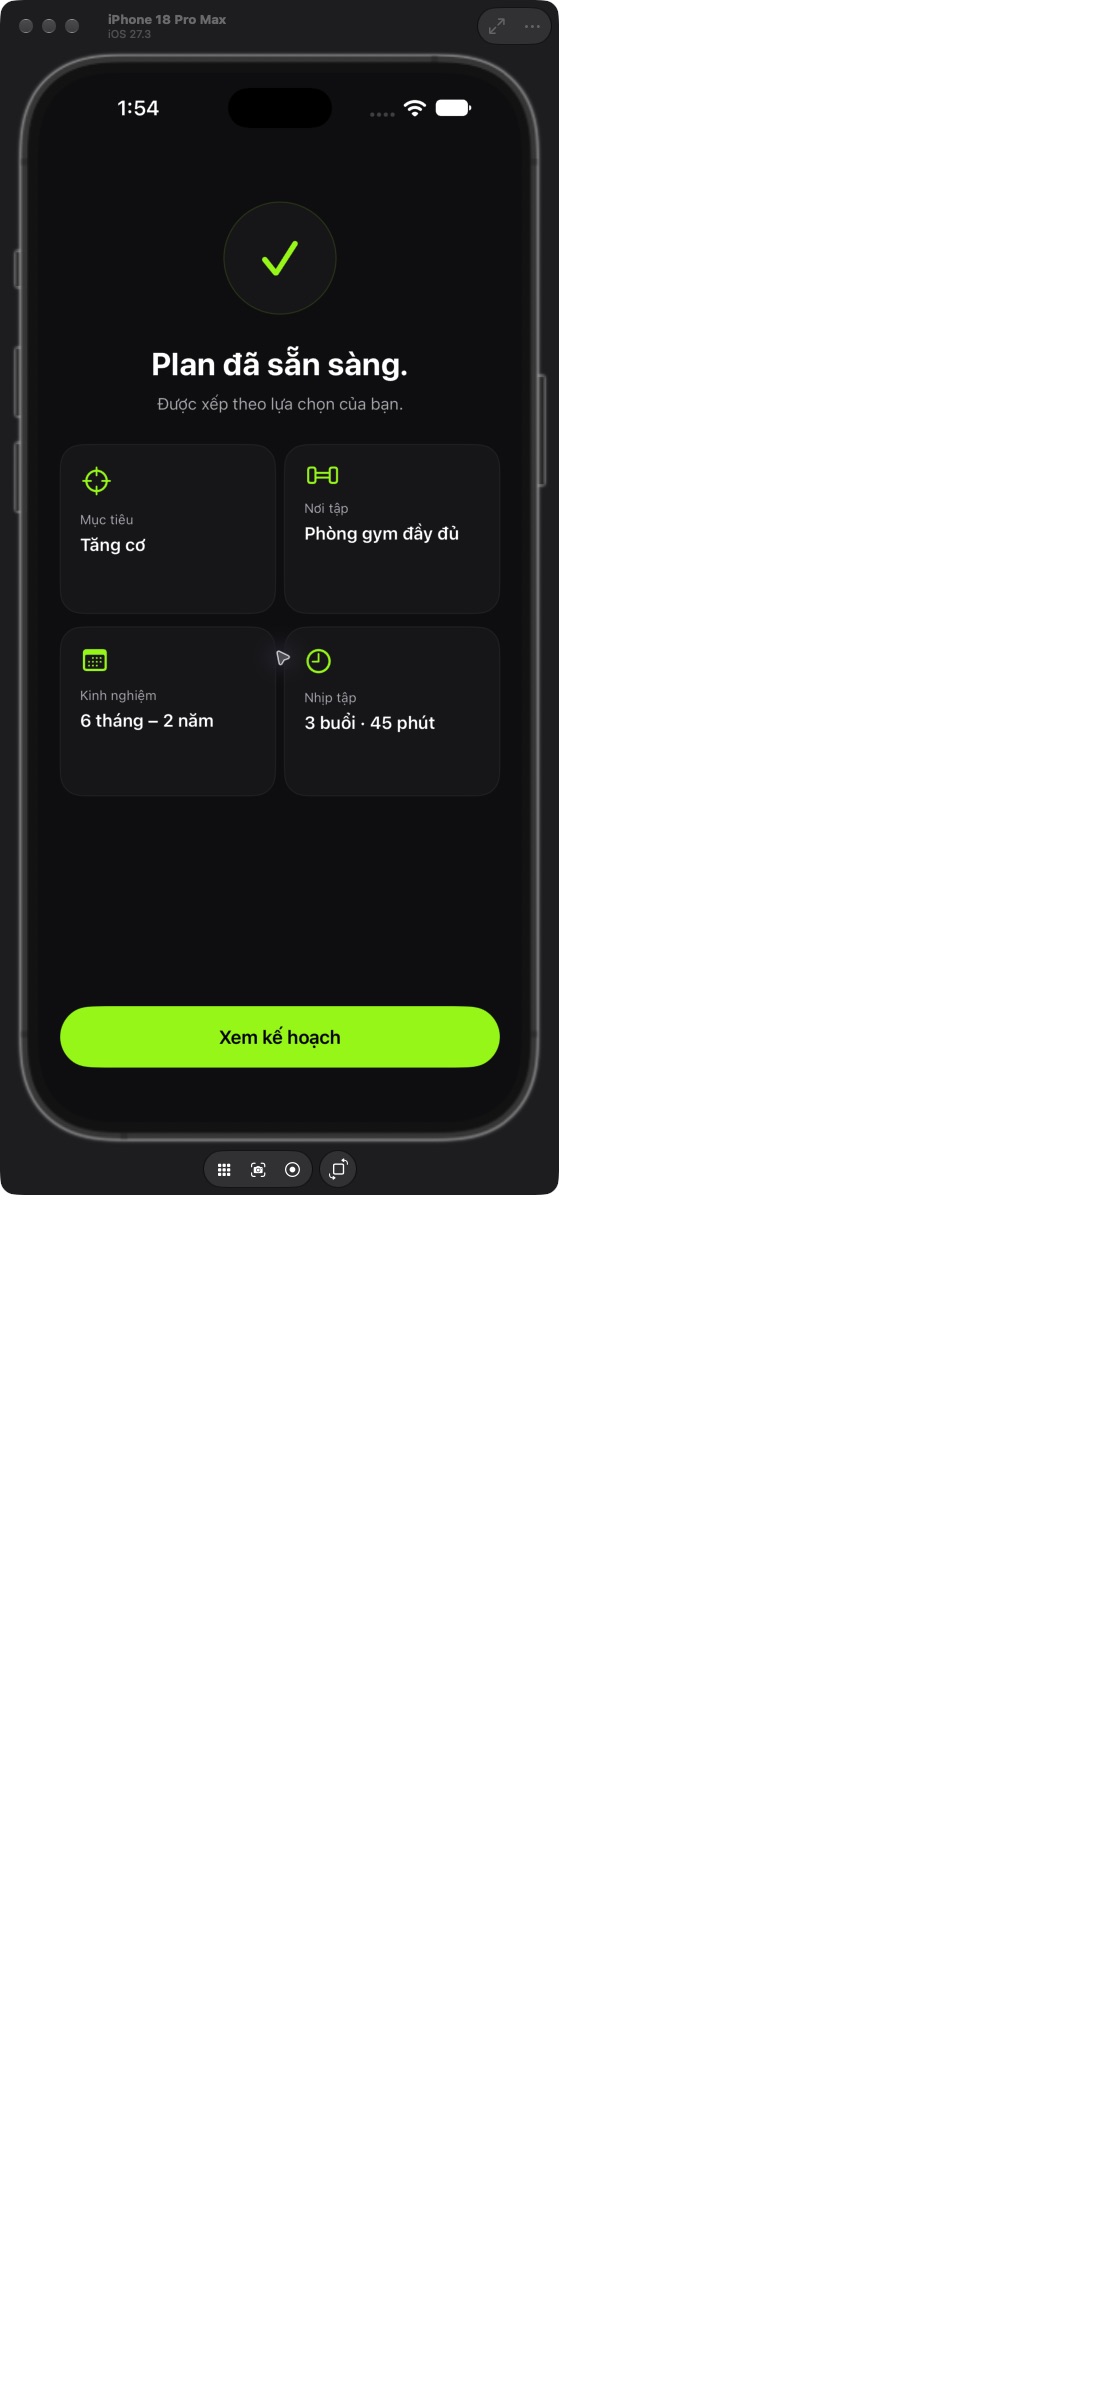 iPhone 18 Pro Max
iOS 27.3
1:54
Plan đã sẵn sàng.
Được xếp theo lựa chọn của bạn.
Mục tiêu
Tăng cơ
Nơi tập
Phòng gym đầy đủ
Kinh nghiệm
6 tháng – 2 năm
Nhịp tập
3 buổi · 45 phút
Xem kế hoạch